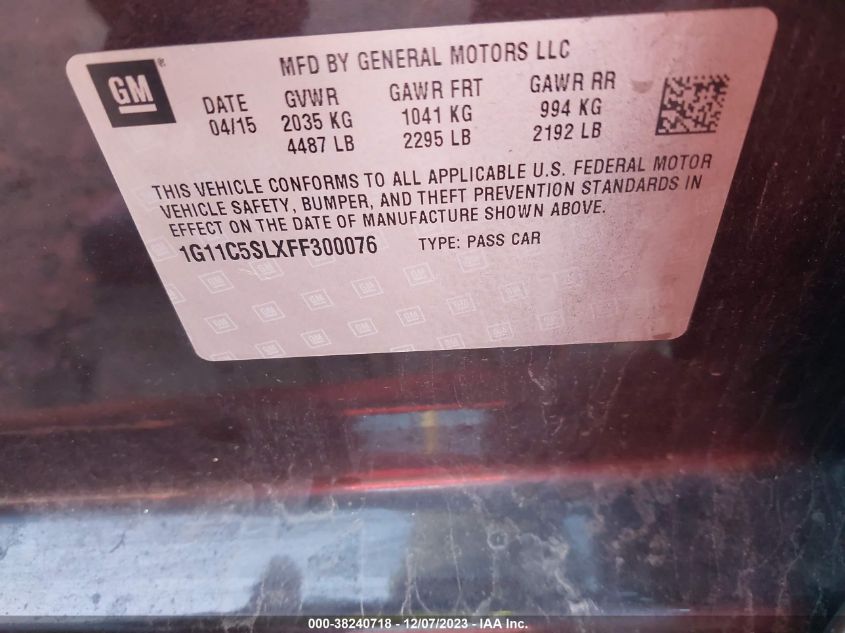 MFD BY GENERAL MOTORS LLC
GM®
DATE GVWR GAWR FRT GAWR RR
04/15 2035 KG 1041 KG 994 KG
4487 LB 2295 LB 2192 LB
THIS VEHICLE CONFORMS TO ALL APPLICABLE U.S. FEDERAL MOTOR
VEHICLE SAFETY, BUMPER, AND THEFT PREVENTION STANDARDS IN
EFFECT ON THE DATE OF MANUFACTURE SHOWN ABOVE.
1G11C5SLXFF300076 TYPE: PASS CAR
000-38240718 - 12/07/2023 - IAA Inc.